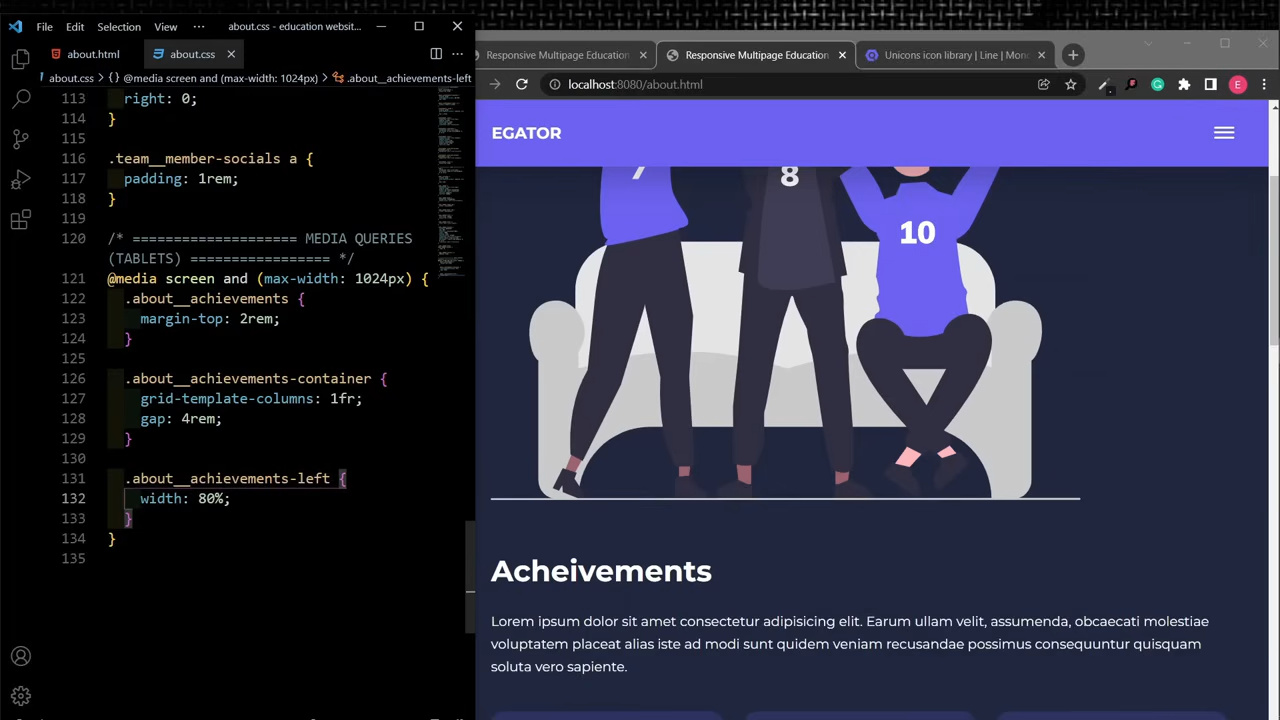 File Edit Selection View ··· about.css - education websit...
about.html
about.css
about.css > {} @media screen and (max-width: 1024px) > .about__achievements-left
113 right: 0;
114 }
115
116 .team__member-socials a {
117 padding: 1rem;
118 }
119
120 /* ==================== MEDIA QUERIES
(TABLETS) ================= */
121 @media screen and (max-width: 1024px) {
122 .about__achievements {
123 margin-top: 2rem;
124 }
125
126 .about__achievements-container {
127 grid-template-columns: 1fr;
128 gap: 4rem;
129 }
130
131 .about__achievements-left {
132 width: 80%;
133 }
134 }
135
Responsive Multipage Education
Responsive Multipage Education
Unicons icon library | Line | Mono
localhost:8080/about.html
E
EGATOR
7
8
10
Acheivements
Lorem ipsum dolor sit amet consectetur adipisicing elit. Earum ullam velit, assumenda, obcaecati molestiae
voluptatem placeat alias iste ad modi sunt quidem veniam recusandae possimus consequuntur quisquam
soluta vero sapiente.